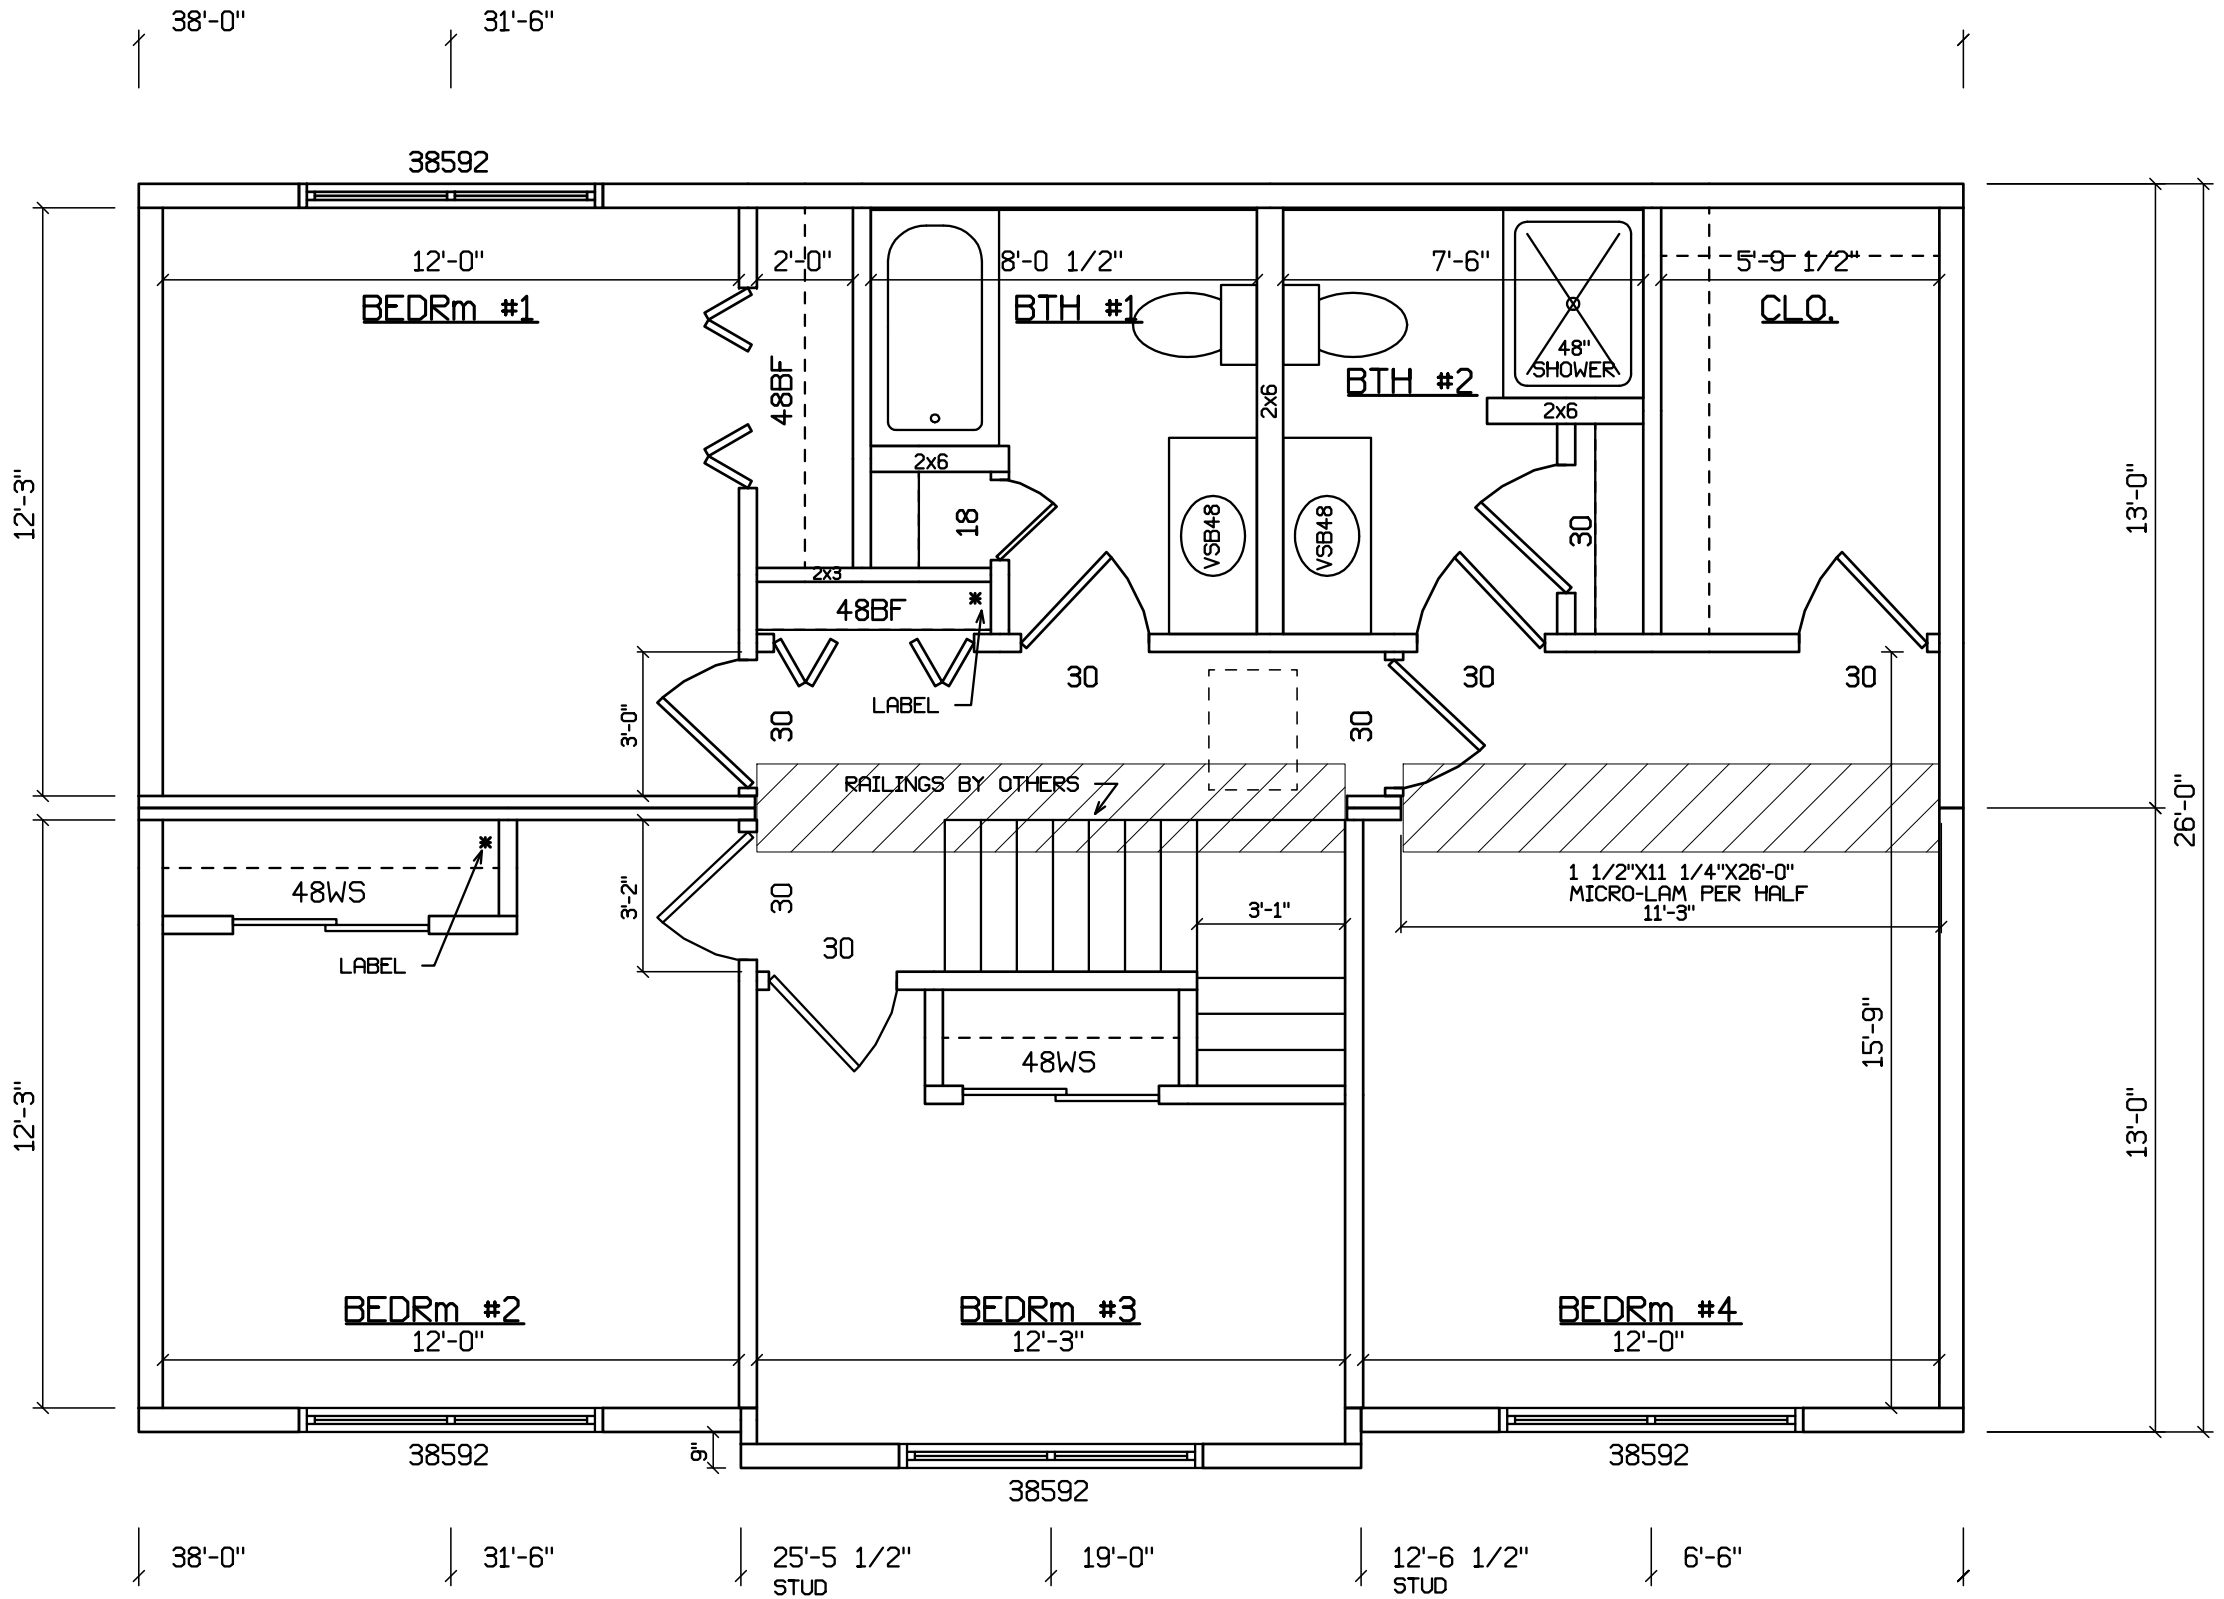 38'-0" 31'-6"
38592
12'-0" 2'-0" 8'-0 1/2" 7'-6" 5'-9 1/2"
BEDRm #1 BTH #1 CLO.
48"
SHOWER
BTH #2
48BF
2x6
2x6
2x6
12'-3"
18
VSB48
VSB48
30
13'-0"
2x3
48BF
*
30
30
30
LABEL
3'-0"
30
30
RAILINGS BY OTHERS
26'-0"
*
48WS
3'-2"
30
1 1/2"X11 1/4"X26'-0"
MICRO-LAM PER HALF
3'-1"
11'-3"
30
LABEL
15'-9"
48WS
12'-3"
13'-0"
BEDRm #2 BEDRm #3 BEDRm #4
12'-0" 12'-3" 12'-0"
9"
38592
38592
38592
38'-0" 31'-6" 25'-5 1/2" 19'-0" 12'-6 1/2" 6'-6"
STUD STUD